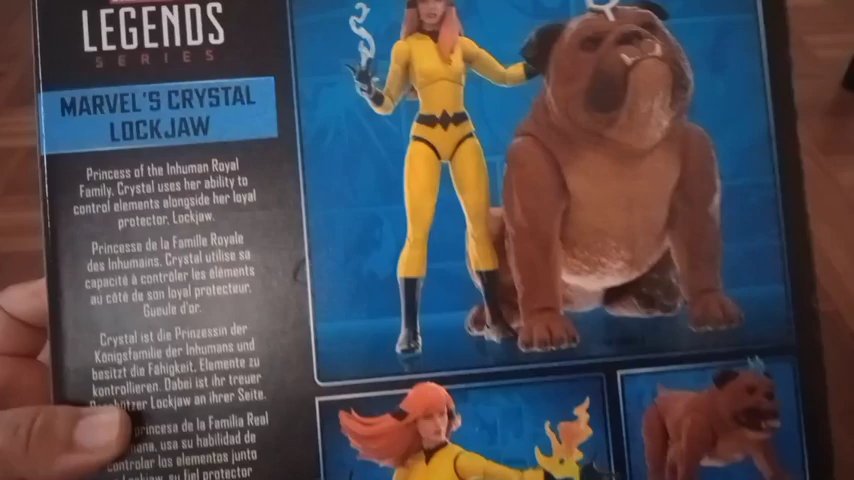 LEGENDS
SERIES
MARVEL'S CRYSTAL
LOCKJAW
Princess of the Inhuman Royal
Family, Crystal uses her ability to
control elements alongside her loyal
protector, Lockjaw.
Princesse de la Famille Royale
des Inhumains, Crystal utilise sa
capacité à contrôler les éléments
au côté de son loyal protecteur,
Gueule d'or.
Crystal ist die Prinzessin der
Königsfamilie der Inhumans und
besitzt die Fähigkeit, Elemente zu
kontrollieren. Dabei ist ihr treuer
Lockjaw an ihrer Seite.
princesa de la Familia Real
usa su habilidad de
controlar los elementos junto
su fiel protector